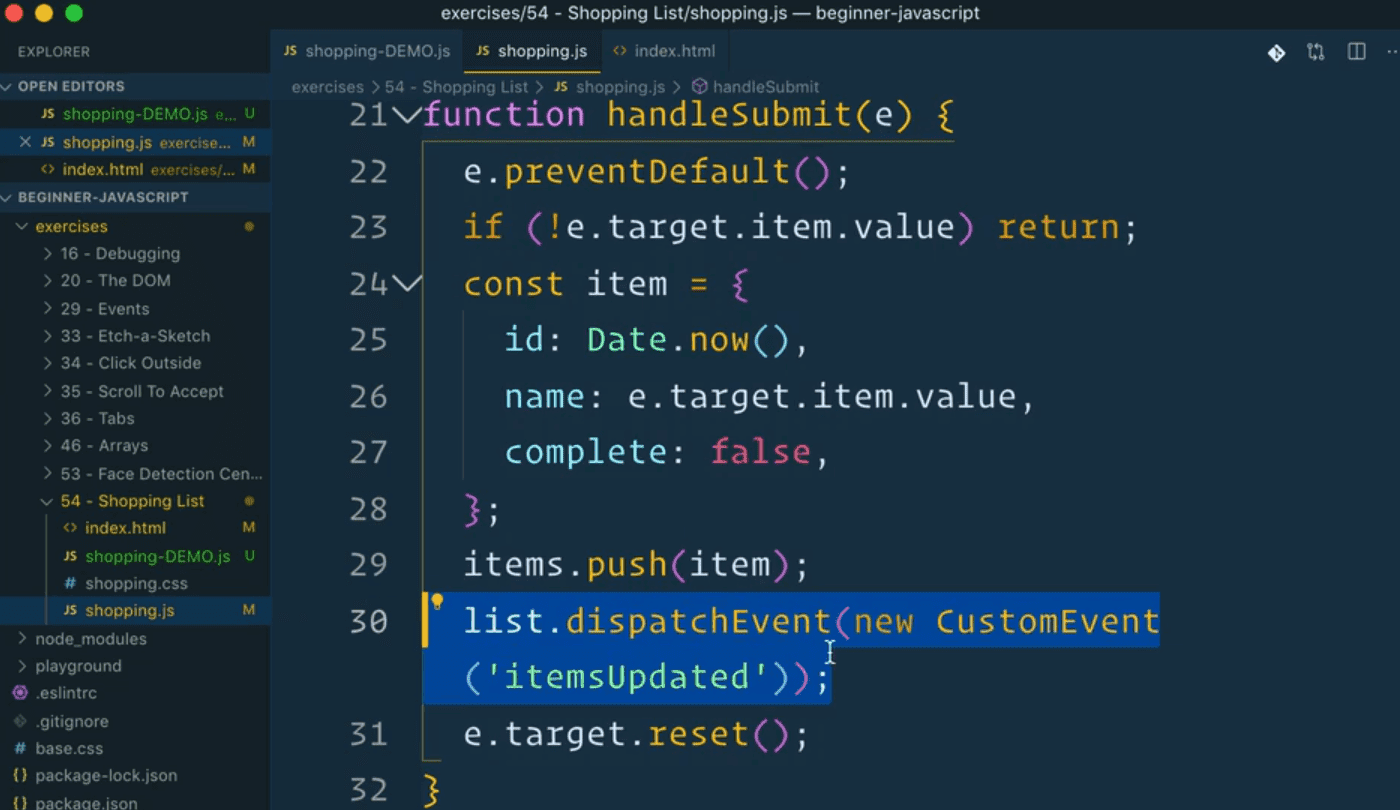 exercises/54 - Shopping List/shopping.js — beginner-javascript
EXPLORER
OPEN EDITORS
JS shopping-DEMO.js e... U
JS shopping.js exercise... M
<> index.html exercises/... M
BEGINNER-JAVASCRIPT
exercises
16 - Debugging
20 - The DOM
29 - Events
33 - Etch-a-Sketch
34 - Click Outside
35 - Scroll To Accept
36 - Tabs
46 - Arrays
53 - Face Detection Cen...
54 - Shopping List
<> index.html M
JS shopping-DEMO.js U
# shopping.css
JS shopping.js M
node_modules
playground
.eslintrc
.gitignore
# base.css
{} package-lock.json
{} package.json
JS shopping-DEMO.js JS shopping.js <> index.html
exercises > 54 - Shopping List > JS shopping.js > handleSubmit
21 function handleSubmit(e) {
22 e.preventDefault();
23 if (!e.target.item.value) return;
24 const item = {
25 id: Date.now(),
26 name: e.target.item.value,
27 complete: false,
28 };
29 items.push(item);
30 list.dispatchEvent(new CustomEvent
('itemsUpdated'));
31 e.target.reset();
32 }